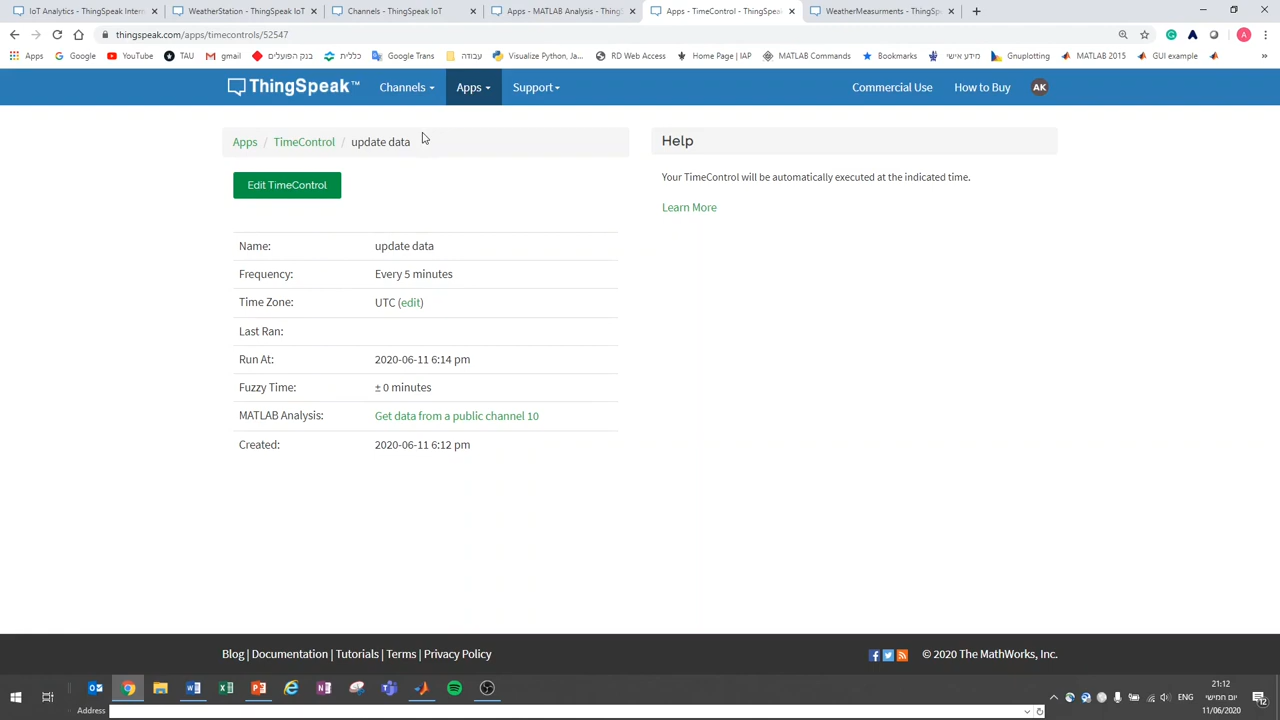 IoT Analytics - ThingSpeak Intern
WeatherStation - ThingSpeak IoT
Channels - ThingSpeak IoT
Apps - MATLAB Analysis - ThingS
Apps - TimeControl - ThingSpeak
WeatherMeasurments - ThingSpe
thingspeak.com/apps/timecontrols/52547
Apps
Google
YouTube
TAU
gmail
בנק הפועלים
כללית
Google Trans
עבודה
Visualize Python, Ja
RD Web Access
Home Page | IAP
MATLAB Commands
Bookmarks
מידע אישי
Gnuplotting
MATLAB 2015
GUI example
ThingSpeak™
Channels
Apps
Support
Commercial Use
How to Buy
AK
Apps / TimeControl / update data
Help
Edit TimeControl
Your TimeControl will be automatically executed at the indicated time.
Learn More
Name: update data
Frequency: Every 5 minutes
Time Zone: UTC (edit)
Last Ran:
Run At: 2020-06-11 6:14 pm
Fuzzy Time: ± 0 minutes
MATLAB Analysis: Get data from a public channel 10
Created: 2020-06-11 6:12 pm
Blog | Documentation | Tutorials | Terms | Privacy Policy
© 2020 The MathWorks, Inc.
ENG
21:12
יום חמישי
11/06/2020
12
Address